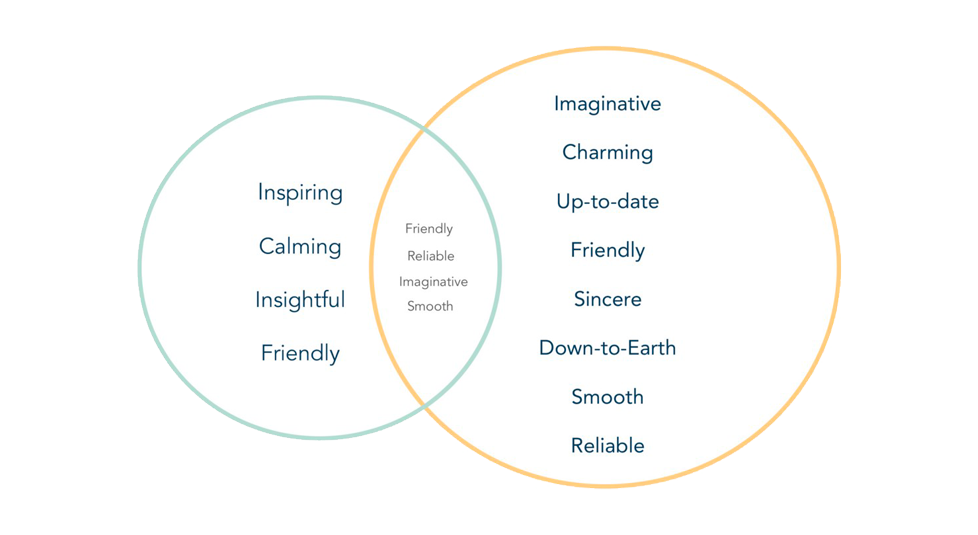 Inspiring
Calming
Insightful
Friendly
Friendly
Reliable
Imaginative
Smooth
Imaginative
Charming
Up-to-date
Friendly
Sincere
Down-to-Earth
Smooth
Reliable